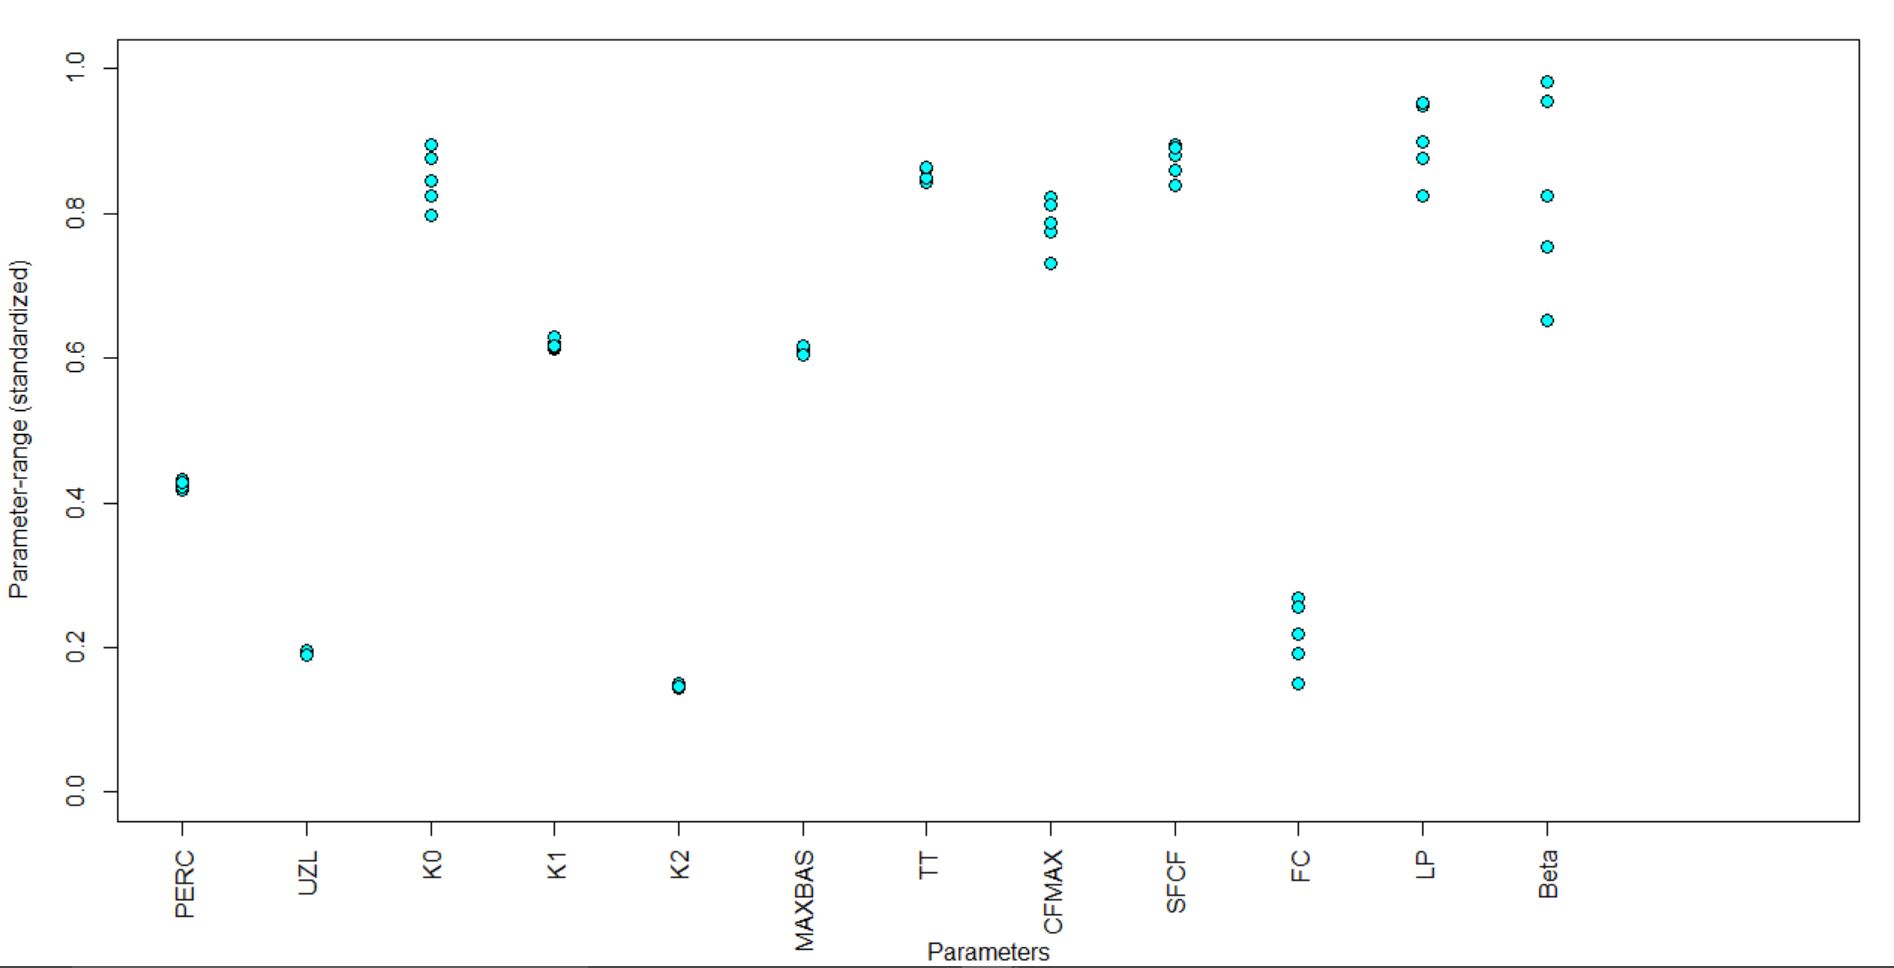 Parameter-range (standardized)
1.0
0.8
0.6
0.4
0.2
0.0
PERC
UZL
K0
K1
K2
MAXBAS
TT
CFMAX
SFCF
FC
LP
Beta
Parameters